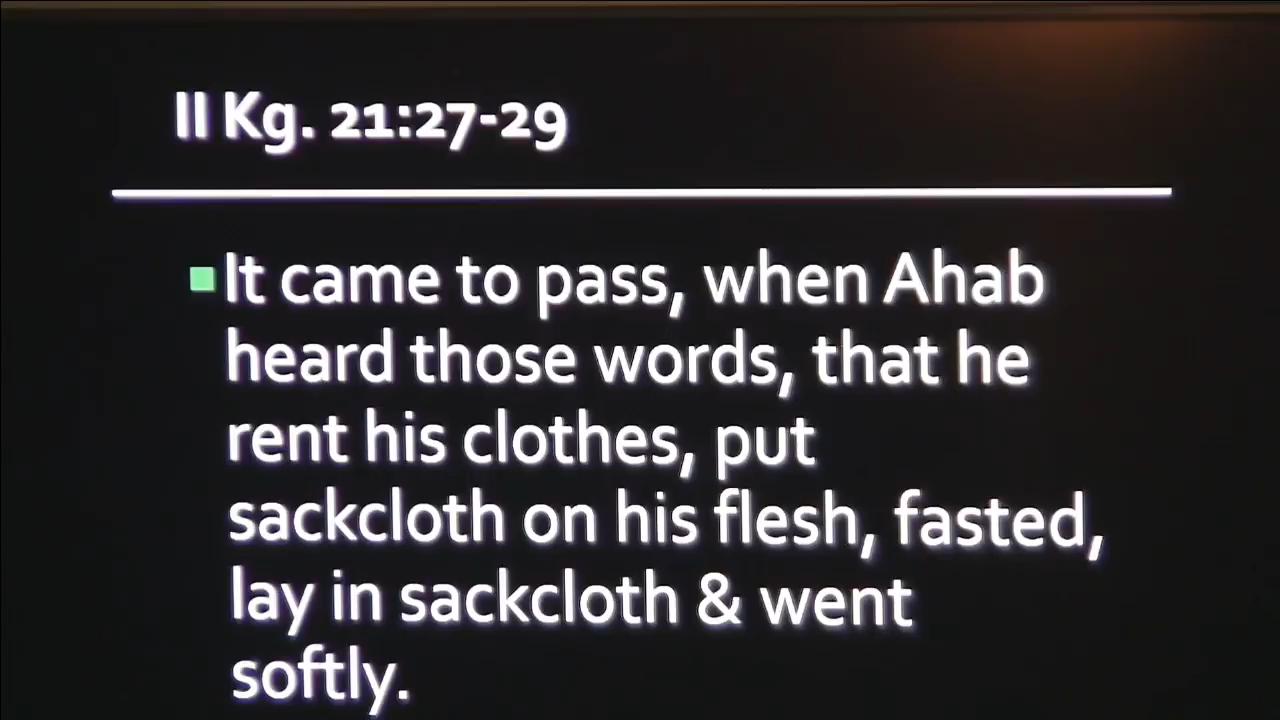 II Kg. 21:27-29
It came to pass, when Ahab
heard those words, that he
rent his clothes, put
sackcloth on his flesh, fasted,
lay in sackcloth & went
softly.